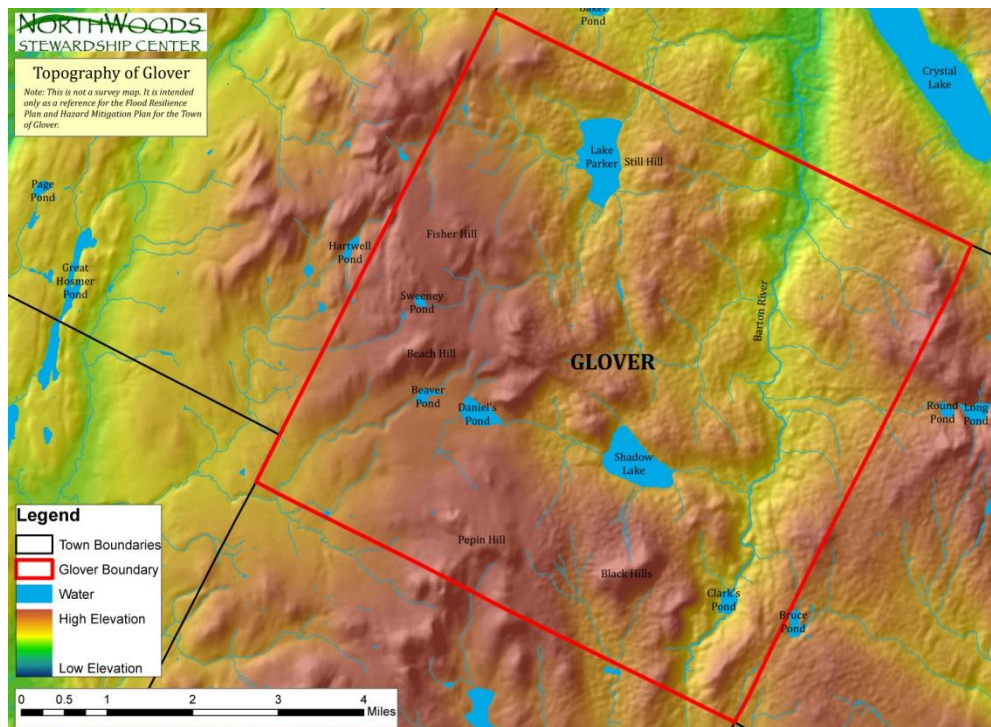 NORTHWOODS
STEWARDSHIP CENTER
Topography of Glover
Note: This is not a survey map. It is intended
only as a reference for the Flood Resilience
Plan and Hazard Mitigation Plan for the Town
of Glover.
Baker
Pond
Crystal
Lake
Lake
Parker
Still Hill
Page
Pond
Fisher Hill
Hartwell
Pond
Great
Hosmer
Pond
Sweeney
Pond
Barton River
Beach Hill
GLOVER
Beaver
Pond
Daniel's
Pond
Round
Pond
Long
Pond
Shadow
Lake
Pepin Hill
Black Hills
Clark's
Pond
Bruce
Pond
Legend
Town Boundaries
Glover Boundary
Water
High Elevation
Low Elevation
0 0.5 1 2 3 4
Miles